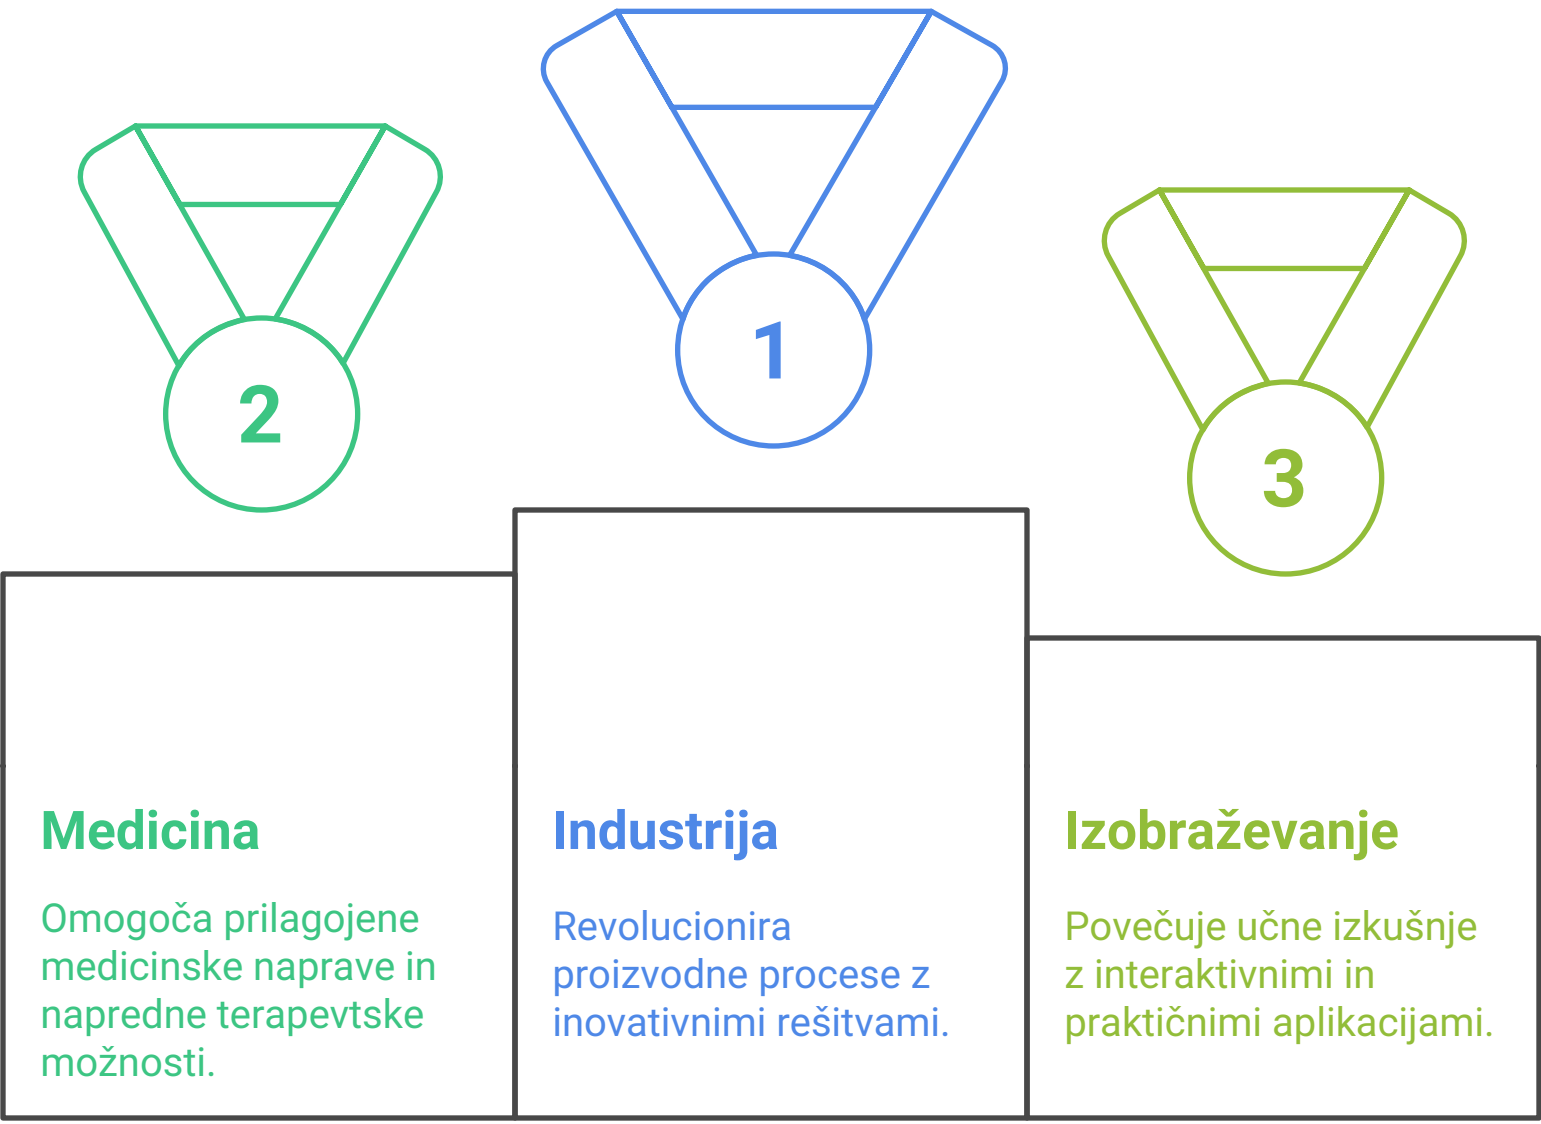 1
2
3
Medicina
Omogoča prilagojene
medicinske naprave in
napredne terapevtske
možnosti.
Industrija
Revolucionira
proizvodne procese z
inovativnimi rešitvami.
Izobraževanje
Povečuje učne izkušnje
z interaktivnimi in
praktičnimi aplikacijami.